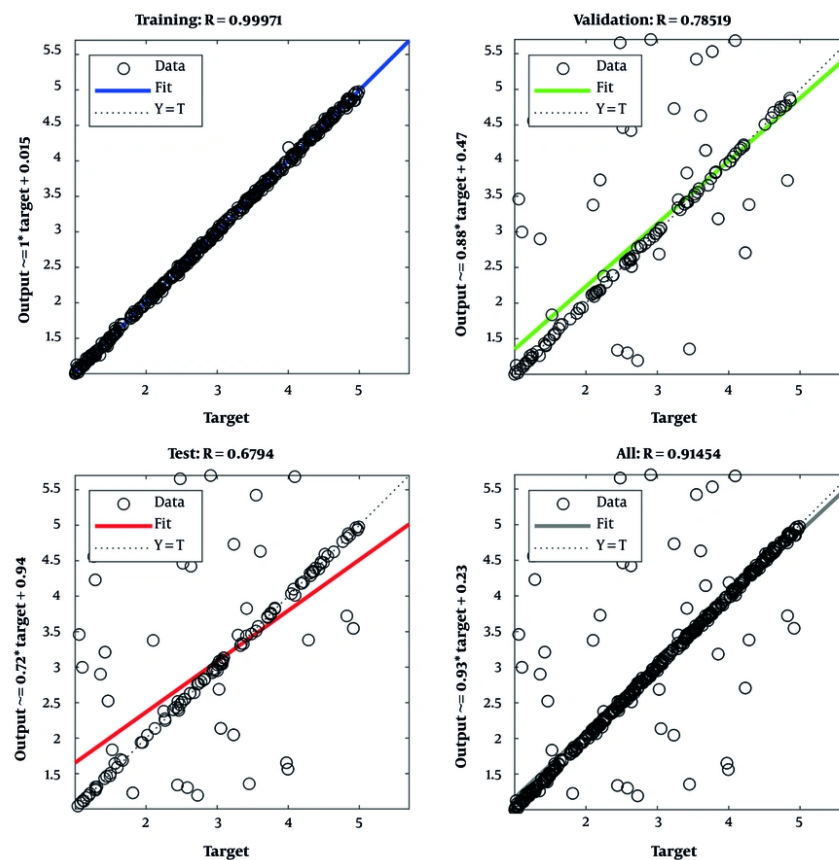 Training: R = 0.99971
Output ~= 1* target + 0.015
5.5
5
4.5
4
3.5
3
2.5
2
1.5
Data
Fit
Y = T
2
3
4
5
Target
Validation: R = 0.78519
Output ~= 0.88* target + 0.47
5.5
5
4.5
4
3.5
3
2.5
2
1.5
Data
Fit
Y = T
2
3
4
5
Target
Test: R = 0.6794
Output ~= 0.72* target + 0.94
5.5
5
4.5
4
3.5
3
2.5
2
1.5
Data
Fit
Y = T
2
3
4
5
Target
All: R = 0.91454
Output ~= 0.93* target + 0.23
5.5
5
4.5
4
3.5
3
2.5
2
1.5
Data
Fit
Y = T
2
3
4
5
Target